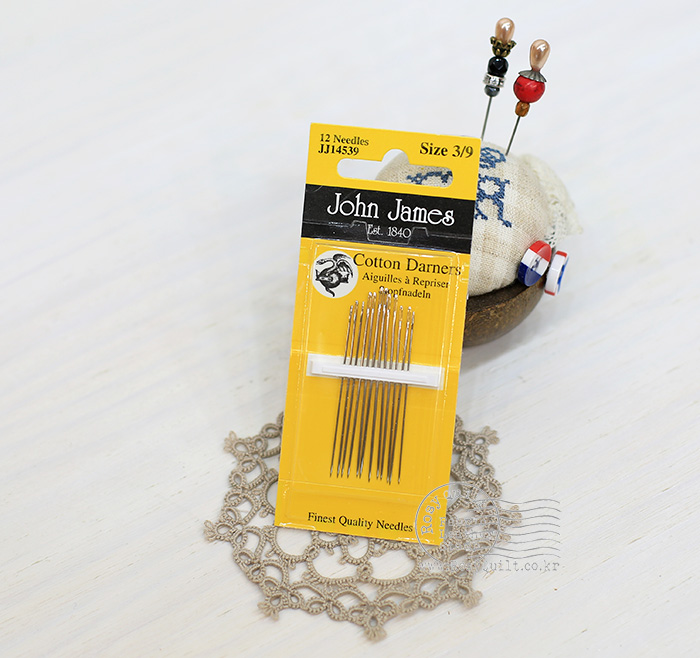 12 Needles
JJ14539
Size 3/9
John James
Est. 1840
Cotton Darners
Aiguilles à Repriser
Stopfnadeln
Finest Quality Needles